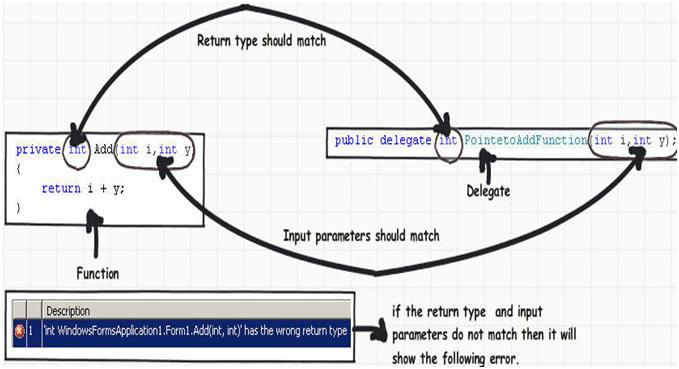 Return type should match
private int Add(int i,int y)
{
return i + y;
}
public delegate int PointetoAddFunction(int i,int y);
Delegate
Input parameters should match
Function
Description
1 'int WindowsFormsApplication1.Form1.Add(int, int)' has the wrong return type
if the return type and input
parameters do not match then it will
show the following error.